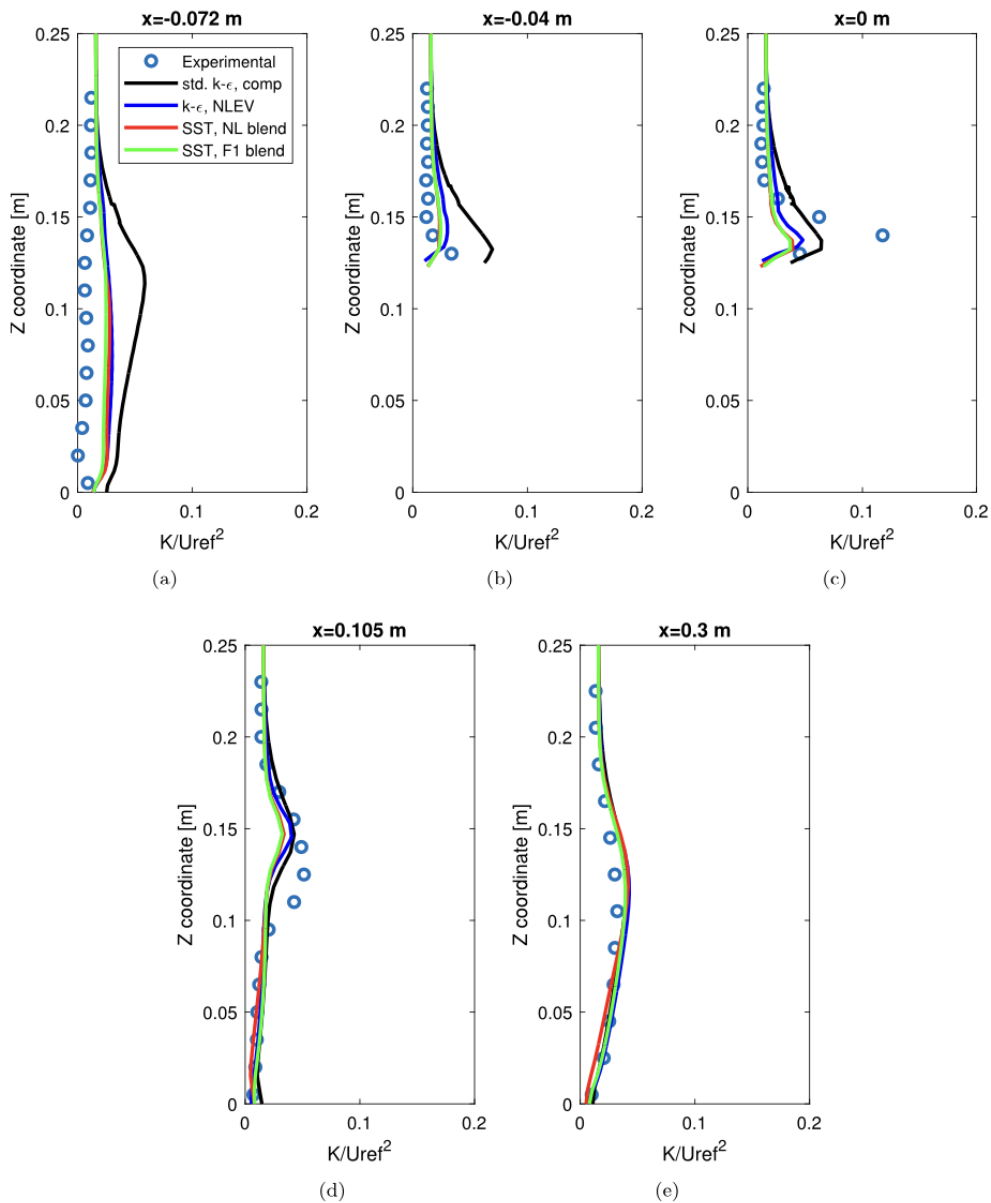 x=-0.072 m
0.25
0.2
0.15
0.1
0.05
0
Z coordinate [m]
0 0.1 0.2
K/Uref²
Experimental
std. k-ϵ, comp
k-ϵ, NLEV
SST, NL blend
SST, F1 blend
(a)
x=-0.04 m
0.25
0.2
0.15
0.1
0.05
0
Z coordinate [m]
0 0.1 0.2
K/Uref²
(b)
x=0 m
0.25
0.2
0.15
0.1
0.05
0
Z coordinate [m]
0 0.1 0.2
K/Uref²
(c)
x=0.105 m
0.25
0.2
0.15
0.1
0.05
0
Z coordinate [m]
0 0.1 0.2
K/Uref²
(d)
x=0.3 m
0.25
0.2
0.15
0.1
0.05
0
Z coordinate [m]
0 0.1 0.2
K/Uref²
(e)